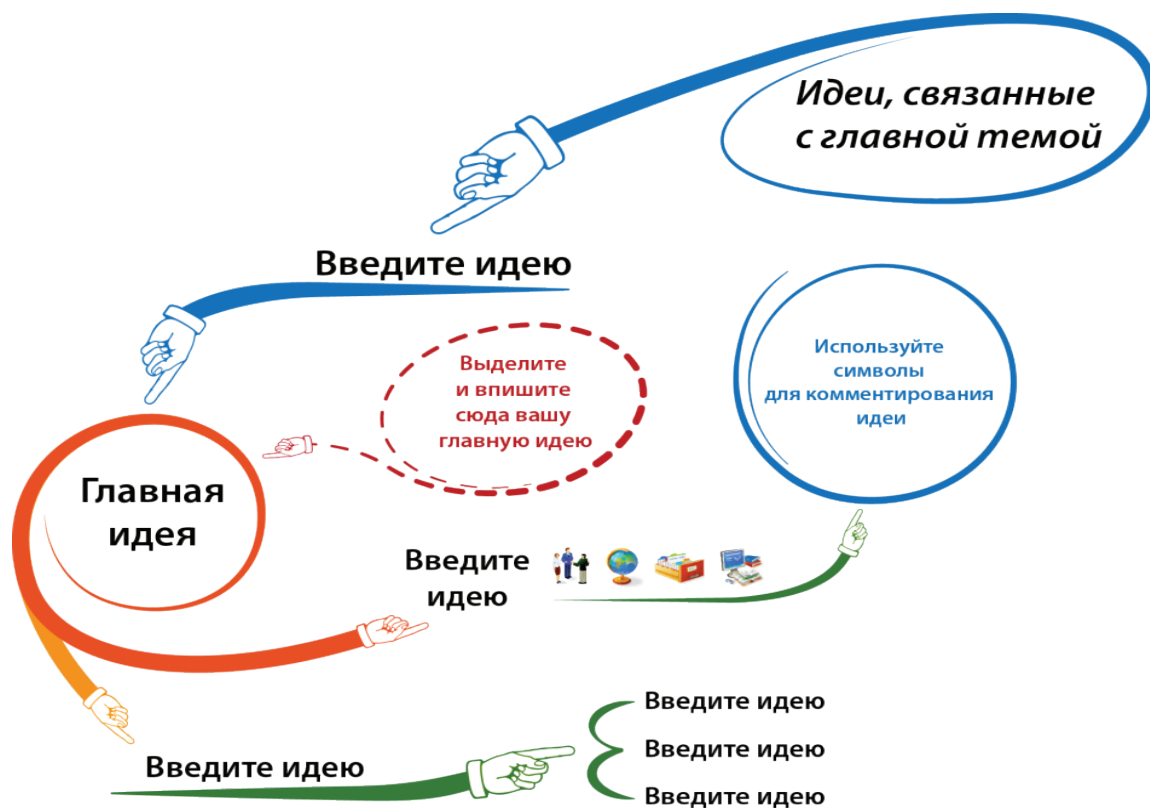 Идеи, связанные
с главной темой
Введите идею
Выделите
и впишите
сюда вашу
главную идею
Используйте
символы
для комментирования
идеи
Главная
идея
Введите
идею
Введите идею
Введите идею
Введите идею
Введите идею